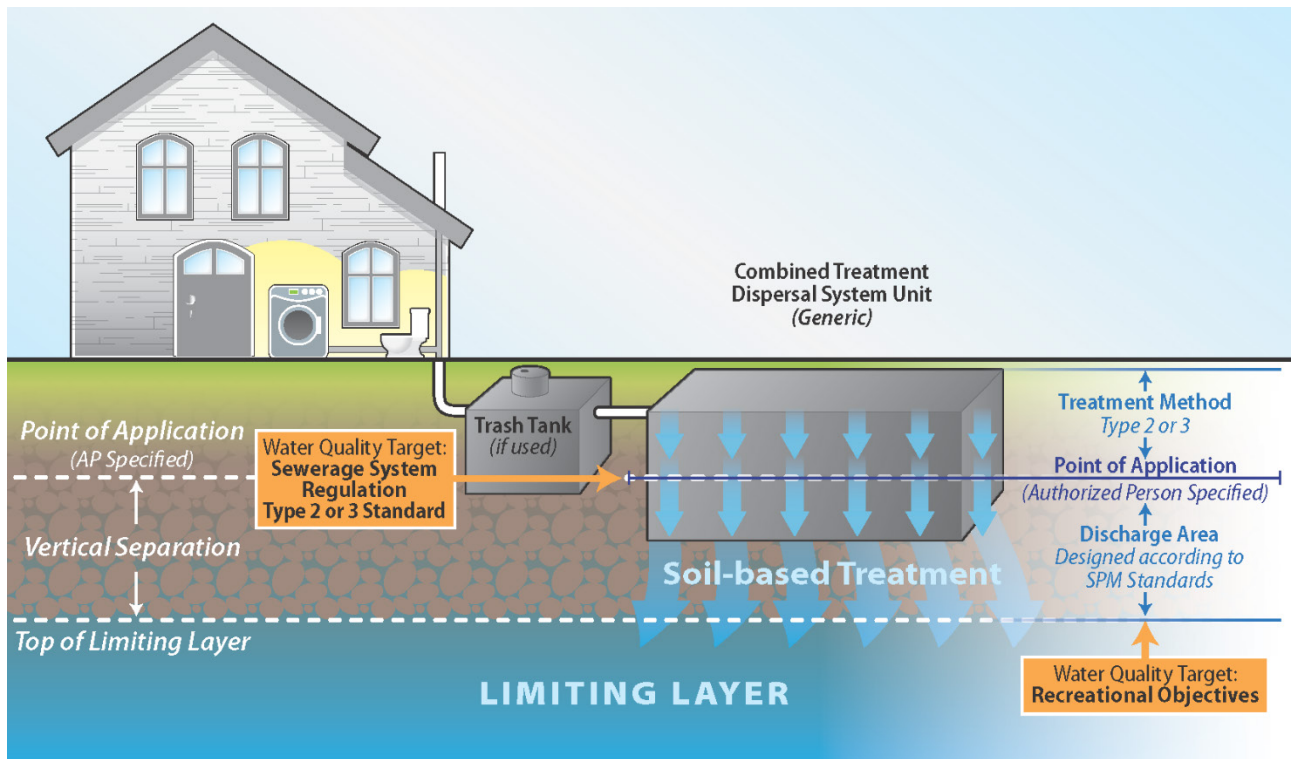 Combined Treatment
Dispersal System Unit
(Generic)
Trash Tank
(if used)
Point of Application
(AP Specified)
Vertical Separation
Top of Limiting Layer
Water Quality Target:
Sewerage System
Regulation
Type 2 or 3 Standard
Treatment Method
Type 2 or 3
Point of Application
(Authorized Person Specified)
Discharge Area
Designed according to
SPM Standards
Soil-based Treatment
LIMITING LAYER
Water Quality Target:
Recreational Objectives